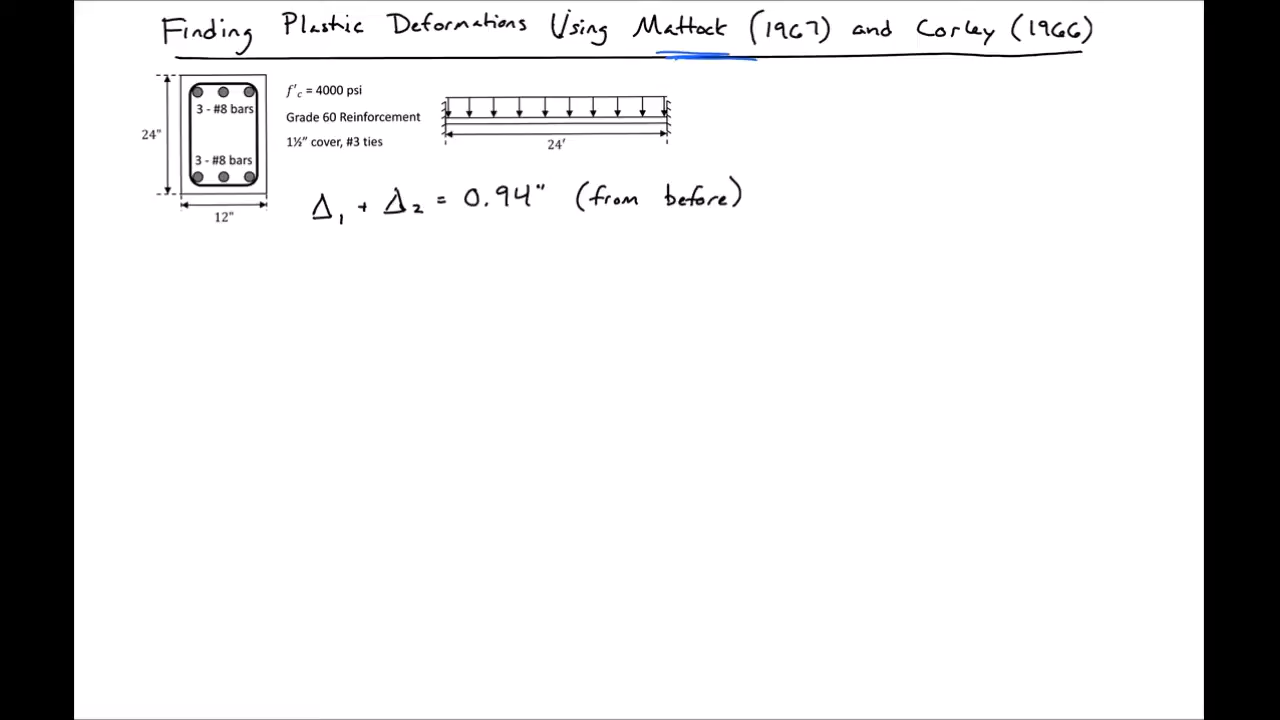 Finding Plastic Deformations Using Mattock (1967) and Corley (1966)
24"
3 - #8 bars
3 - #8 bars
12"
f'c = 4000 psi
Grade 60 Reinforcement
1½" cover, #3 ties
24'
Δ1 + Δ2 = 0.94" (from before)